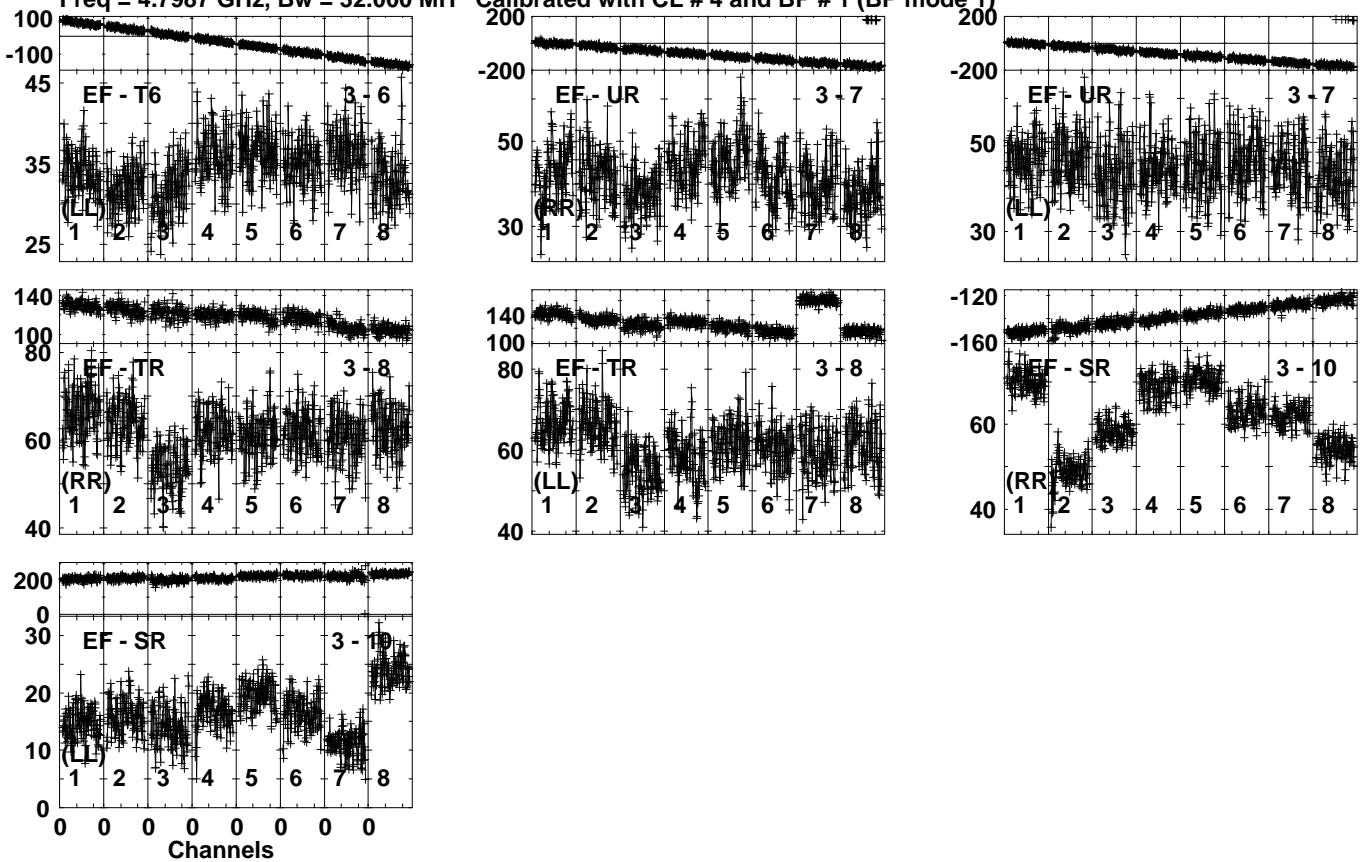 Freq = 4.7987 GHz, Bw = 32.000 MH Calibrated with CL # 4 and BP # 1 (BP mode 1)
100
-100
45
35
25
EF - T6 3 - 6
(LL)
1 2 3 4 5 6 7 8
200
-200
50
30
EF - UR 3 - 7
(RR)
1 2 3 4 5 6 7 8
200
-200
50
30
EF - UR 3 - 7
(LL)
1 2 3 4 5 6 7 8
140
100
80
60
40
EF - TR 3 - 8
(RR)
1 2 3 4 5 6 7 8
140
100
80
60
40
EF - TR 3 - 8
(LL)
1 2 3 4 5 6 7 8
-120
-160
60
40
EF - SR 3 - 10
(RR)
1 2 3 4 5 6 7 8
200
0
30
20
10
0
EF - SR 3 - 10
(LL)
1 2 3 4 5 6 7 8
0 0 0 0 0 0 0 0
Channels